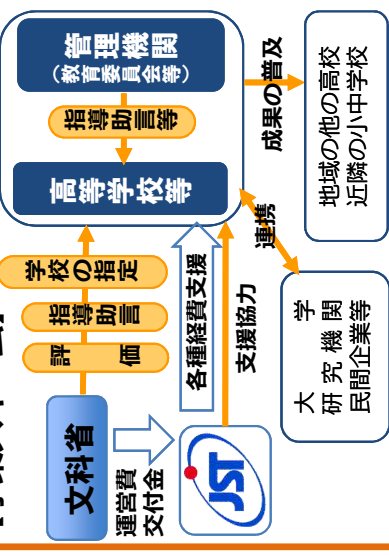 管理機関
（教育委員会等）
指導助言等
高等学校等
学校の指定
指導助言
評価
文科省
運営費
交付金
JST
各種経費支援
支援協力
連携
成果の普及
大学
研究機関
民間企業等
地域の他の高校
近隣の小中学校